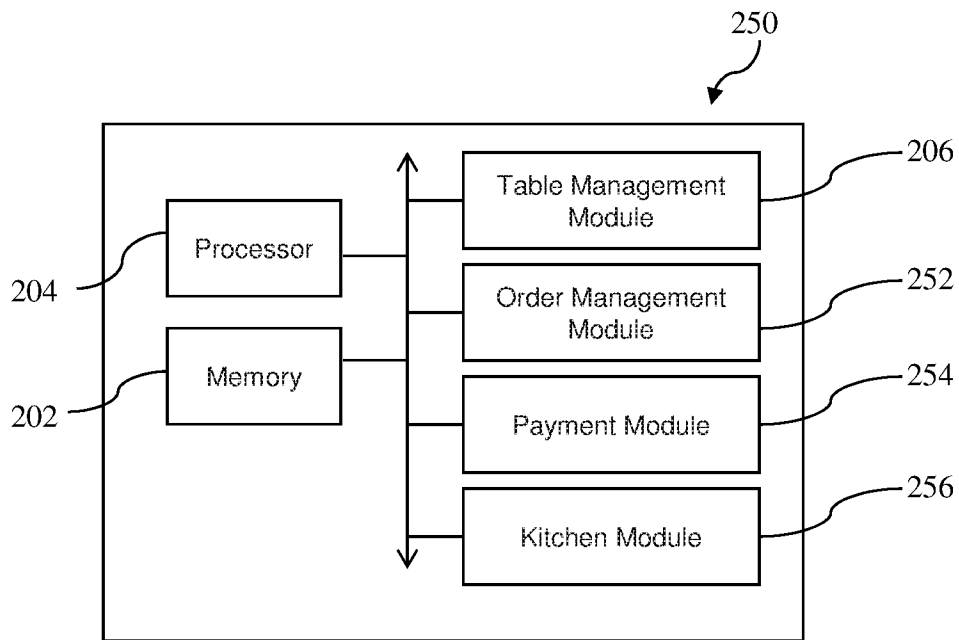 250
Table Management
Module
206
Processor
204
Order Management
Module
252
Memory
202
Payment Module
254
Kitchen Module
256